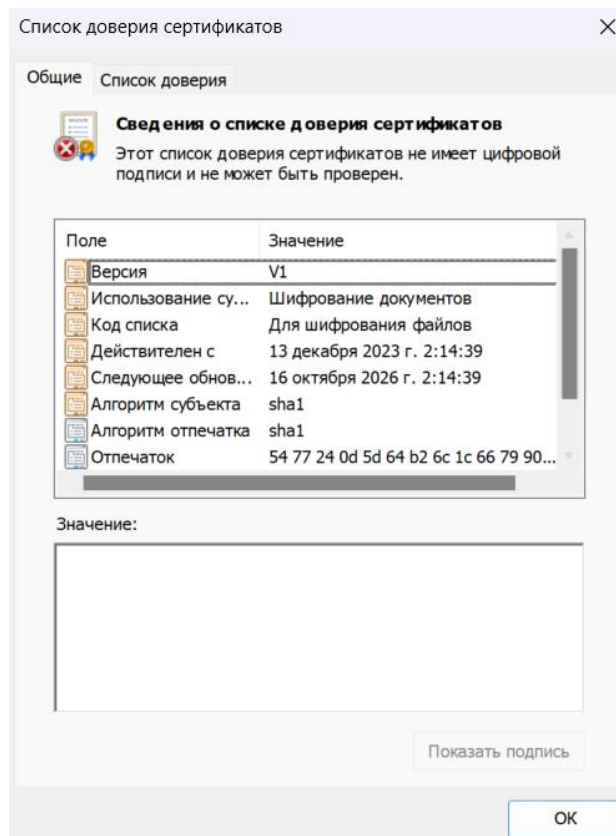 Список доверия сертификатов
Общие Список доверия
Сведения о списке доверия сертификатов
Этот список доверия сертификатов не имеет цифровой
подписи и не может быть проверен.
Поле Значение
Версия V1
Использование су... Шифрование документов
Код списка Для шифрования файлов
Действителен с 13 декабря 2023 г. 2:14:39
Следующее обнов... 16 октября 2026 г. 2:14:39
Алгоритм субъекта sha1
Алгоритм отпечатка sha1
Отпечаток 54 77 24 0d 5d 64 b2 6c 1c 66 79 90...
Значение:
Показать подпись
ОК